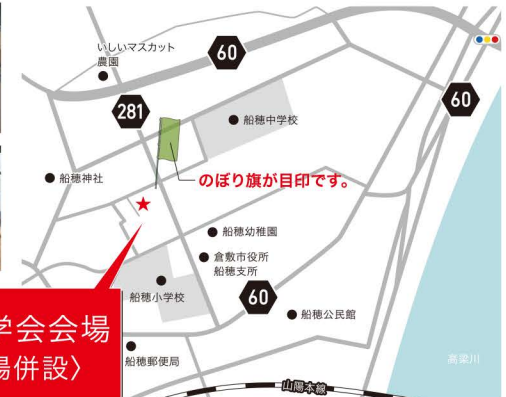 いしいマスカット
農園
60
281
60
船穂中学校
船穂神社
のぼり旗が目印です。
船穂幼稚園
倉敷市役所
船穂支所
船穂小学校
60
船穂公民館
学会会場
場併設〉
船穂郵便局
高梁川
山陽本線